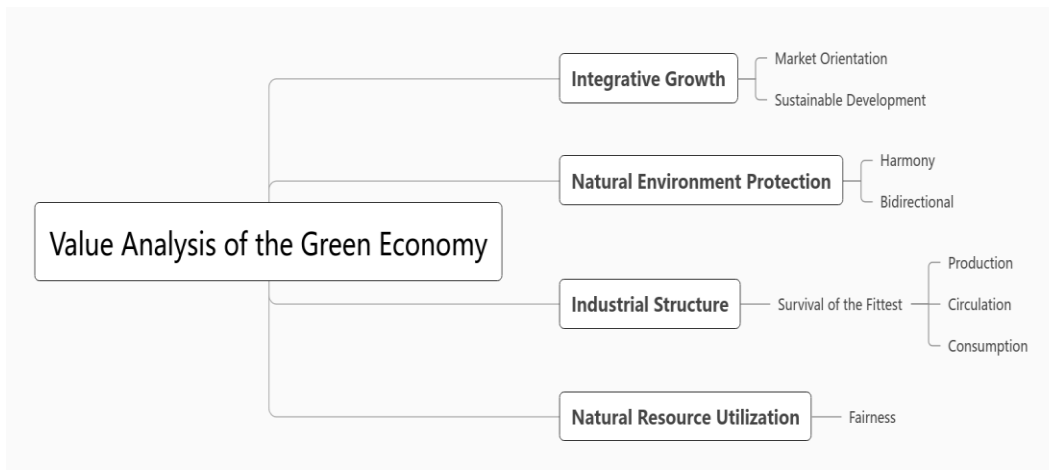 Value Analysis of the Green Economy
Integrative Growth
Market Orientation
Sustainable Development
Natural Environment Protection
Harmony
Bidirectional
Industrial Structure
Survival of the Fittest
Production
Circulation
Consumption
Natural Resource Utilization
Fairness